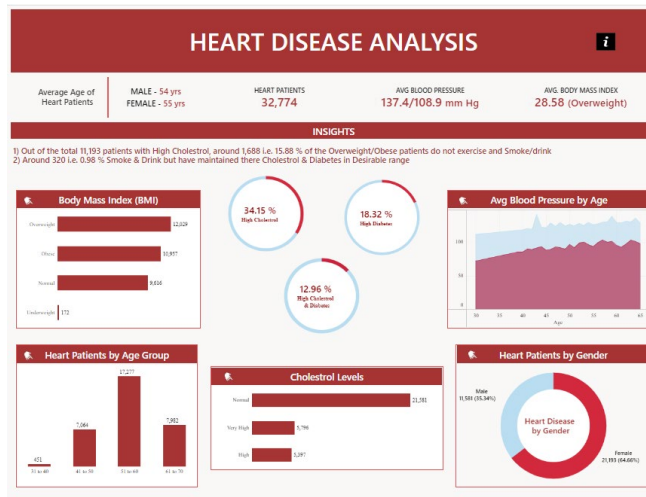 HEART DISEASE ANALYSIS
i
Average Age of
Heart Patients
MALE - 54 yrs
FEMALE - 55 yrs
HEART PATIENTS
32,774
AVG BLOOD PRESSURE
137.4/108.9 mm Hg
AVG. BODY MASS INDEX
28.58 (Overweight)
INSIGHTS
1) Out of the total 11,193 patients with High Cholestrol, around 1,688 i.e. 15.88 % of the Overweight/Obese patients do not exercise and Smoke/drink
2) Around 320 i.e. 0.98 % Smoke & Drink but have maintained there Cholestrol & Diabetes in Desirable range
Body Mass Index (BMI)
Overweight
12,029
Obese
Normal
Underweight
172
34.15 %
High Cholestrol
18.32 %
High Diabetes
12.96 %
High Cholestrol
& Diabetes
Avg Blood Pressure by Age
100
50
0
30 35 40 45 50 55 60 65
Age
Heart Patients by Age Group
17,277
7,064
7,982
451
31 to 40
41 to 50
51 to 60
61 to 70
Cholestrol Levels
Normal
21,581
Very High
5,796
High
5,397
Heart Patients by Gender
Male
11,581 (35.34%)
Heart Disease
by Gender
Female
21,193 (64.66%)